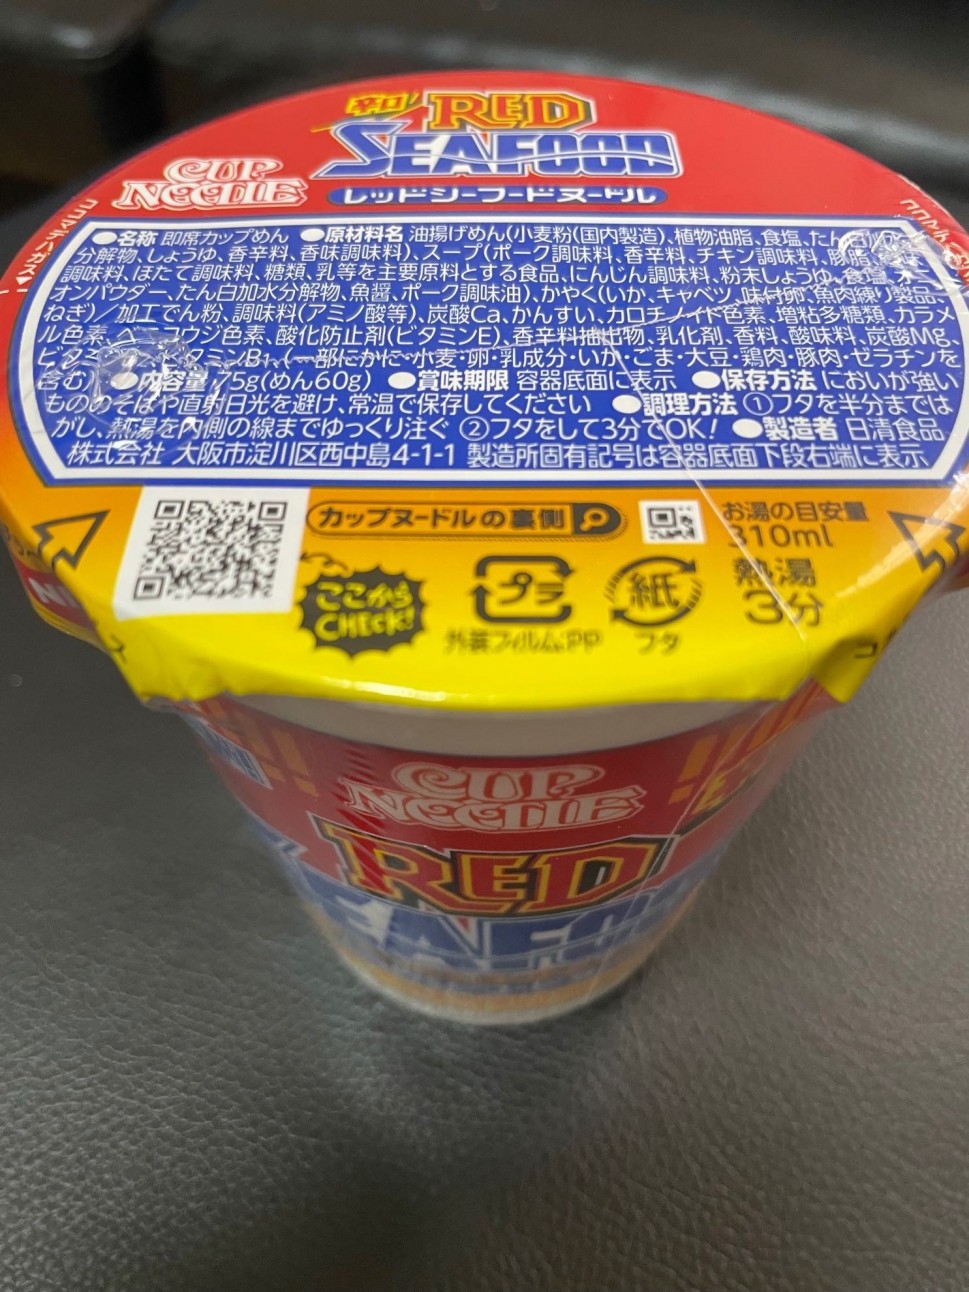 辛口 RED
SEAFOOD
CUP
NOODLE
レッドシーフードヌードル
ココマデハガス
●名称 即席カップめん ●原材料名 油揚げめん(小麦粉(国内製造)、植物油脂、食塩、たん白加水
分解物、しょうゆ、香辛料、香味調味料)、スープ(ポーク調味料、香辛料、チキン調味料、豚脂、
調味料、ほたて調味料、糖類、乳等を主要原料とする食品、にんじん調味料、粉末しょうゆ、食塩、オニ
オンパウダー、たん白加水分解物、魚醤、ポーク調味油)、かやく(いか、キャベツ、味付卵、魚肉練り製品、
ねぎ)/加工でん粉、調味料(アミノ酸等)、炭酸Ca、かんすい、カロチノイド色素、増粘多糖類、カラメ
ル色素、ベニコウジ色素、酸化防止剤(ビタミンE)、香辛料抽出物、乳化剤、香料、酸味料、炭酸Mg、
ビタミンB2、ビタミンB1、(一部にかに・小麦・卵・乳成分・いか・ごま・大豆・鶏肉・豚肉・ゼラチンを
含む) ●内容量 75g(めん60g) ●賞味期限 容器底面に表示 ●保存方法 においが強い
もののそばや直射日光を避け、常温で保存してください ●調理方法 ①フタを半分まで
がし、熱湯を内側の線までゆっくり注ぐ ②フタをして3分でOK! ●製造者 日清食品
株式会社 大阪市淀川区西中島4-1-1 製造所固有記号は容器底面下段右端に表示
カップヌードルの裏側
お湯の目安量
310ml
熱湯
3分
ここから
CHECK!
プラ
外装フィルム:PP
紙
フタ
CUP
NOODLE
RED
SEAFOOD